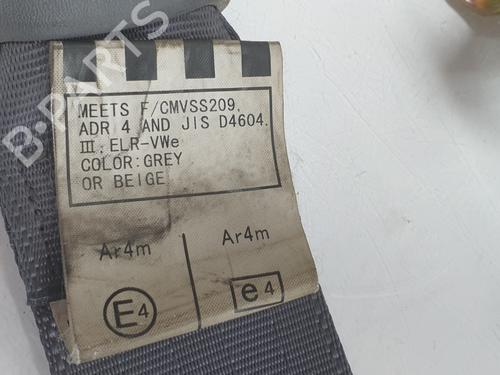 MEETS F/CMVSS209,
ADR 4 AND JIS D4604.
III, ELR-VWe
COLOR:GREY
OR BEIGE
Ar4m Ar4m
E4 e4
B-PARTS